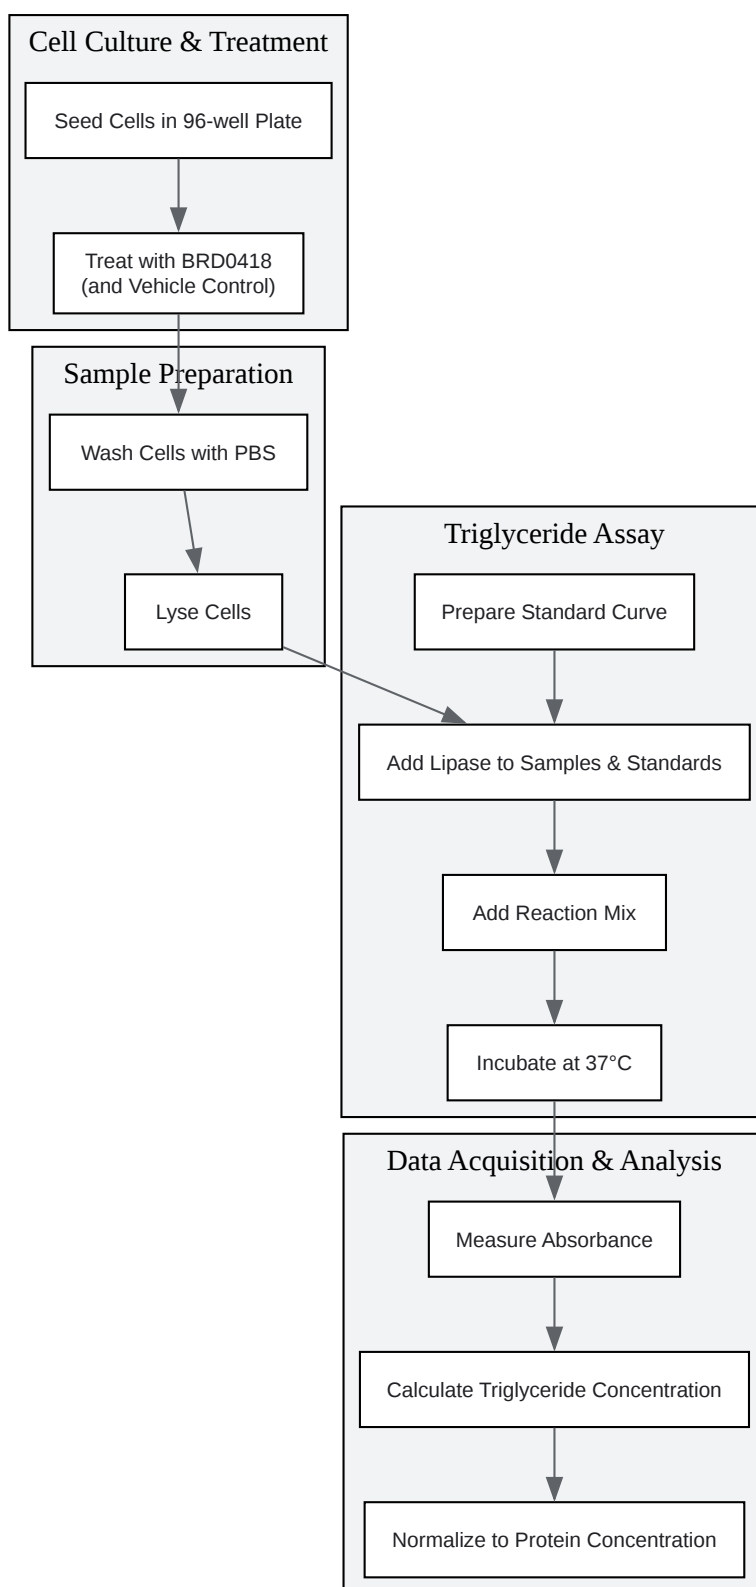 Cell Culture & Treatment
Seed Cells in 96-well Plate
Treat with BRD0418
(and Vehicle Control)
Sample Preparation
Wash Cells with PBS
Lyse Cells
Triglyceride Assay
Prepare Standard Curve
Add Lipase to Samples & Standards
Add Reaction Mix
Incubate at 37°C
Data Acquisition & Analysis
Measure Absorbance
Calculate Triglyceride Concentration
Normalize to Protein Concentration